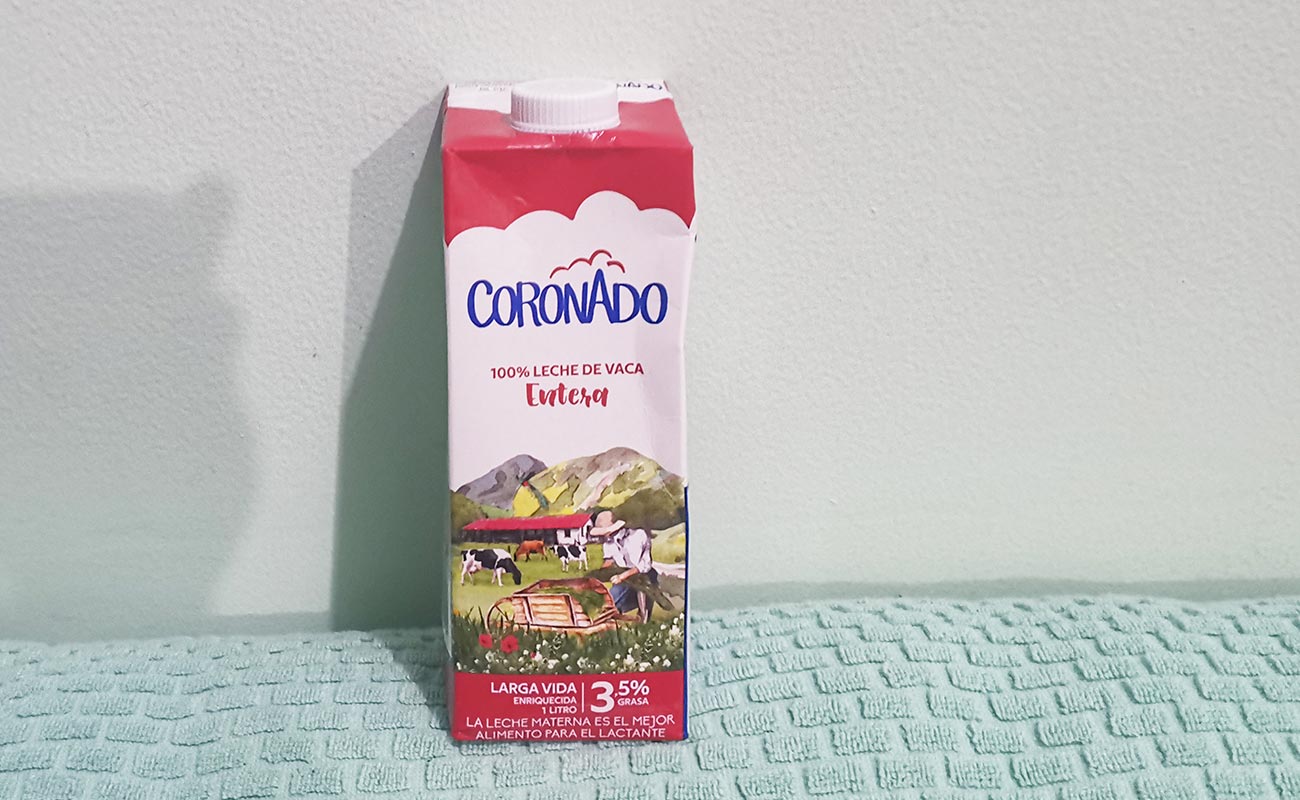 CORONADO
100% LECHE DE VACA
Entera
LARGA VIDA
ENRIQUECIDA
1 LITRO
3,5%
GRASA
LA LECHE MATERNA ES EL MEJOR
ALIMENTO PARA EL LACTANTE